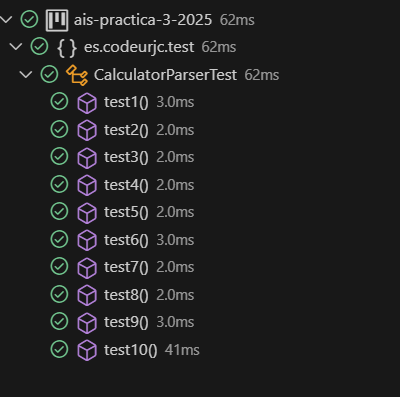 ais-practica-3-2025 62ms
{} es.codeurjc.test 62ms
CalculatorParserTest 62ms
test1() 3.0ms
test2() 2.0ms
test3() 2.0ms
test4() 2.0ms
test5() 2.0ms
test6() 3.0ms
test7() 2.0ms
test8() 2.0ms
test9() 3.0ms
test10() 41ms